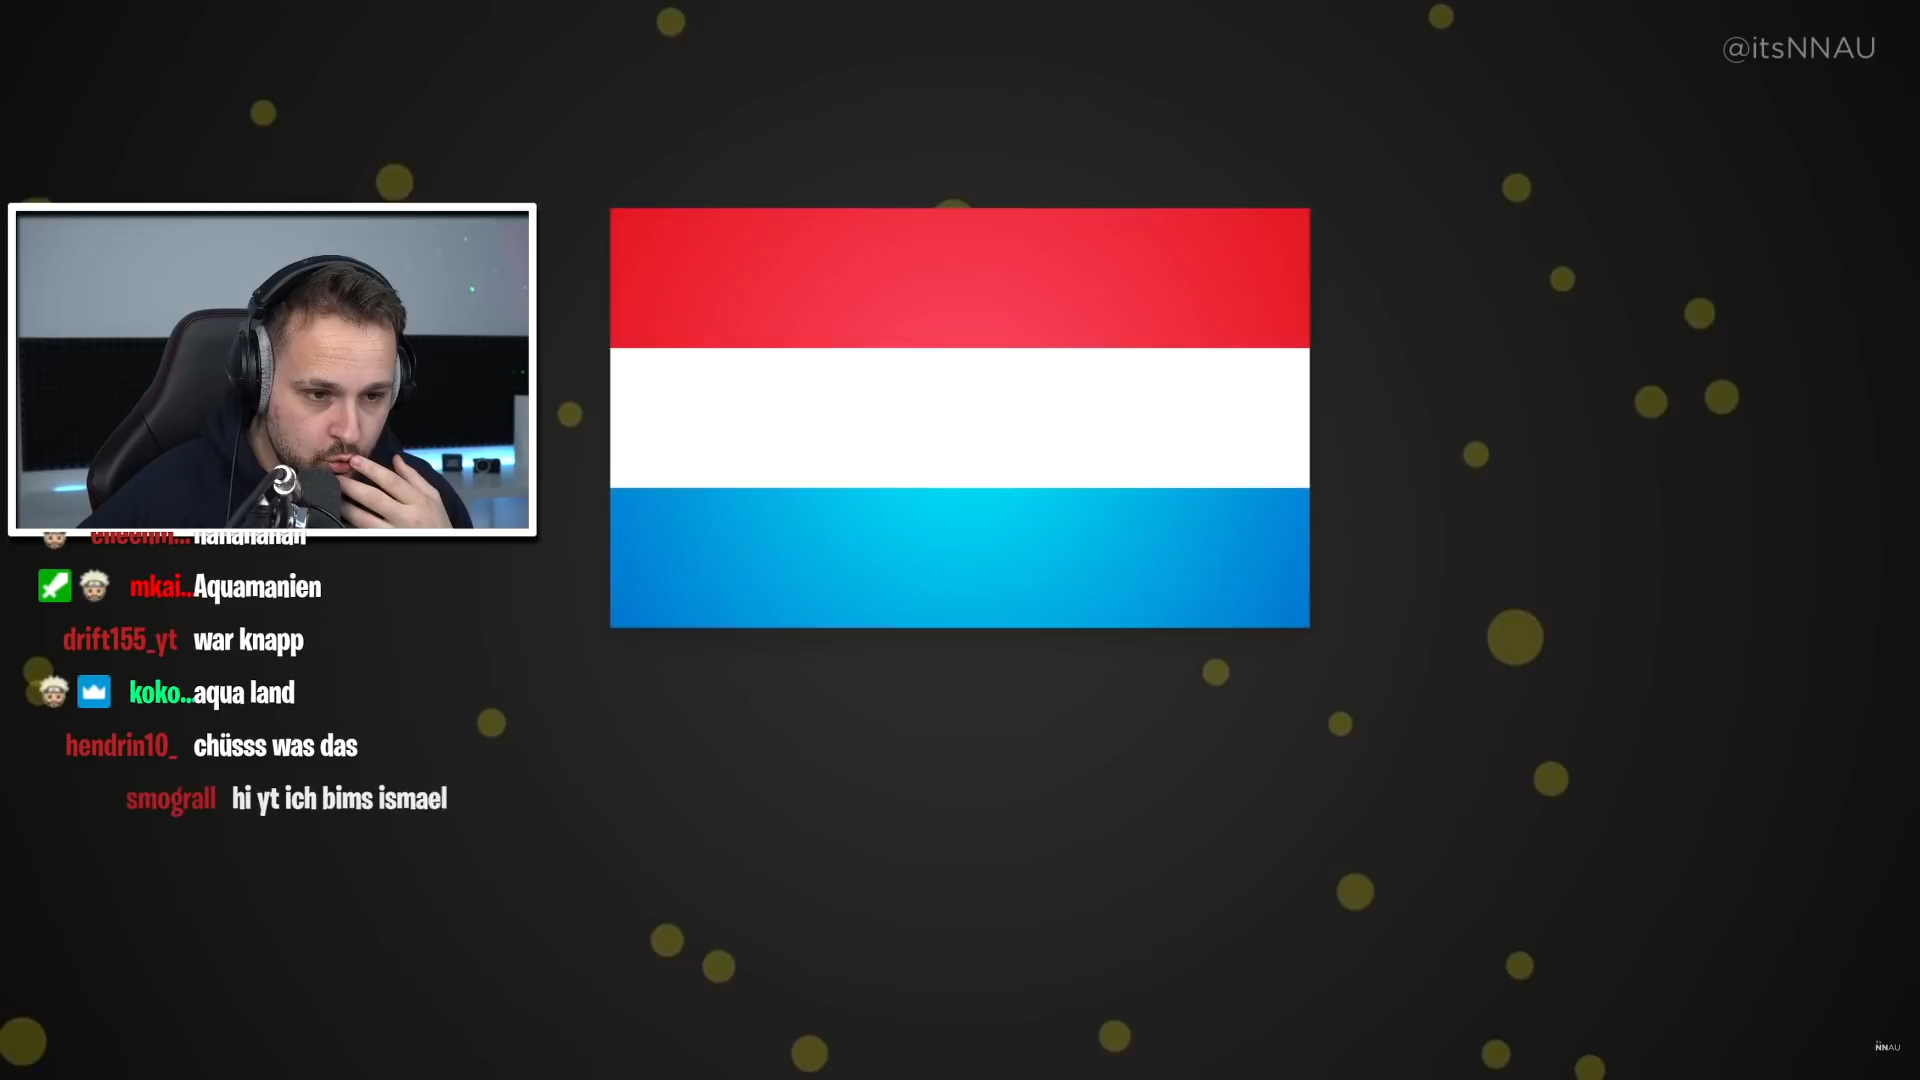 @itsNNAU
mkai.. Aquamanien
drift155_yt war knapp
koko.. aqua land
hendrin10_ chüsss was das
smograll hi yt ich bims ismael
NNAU